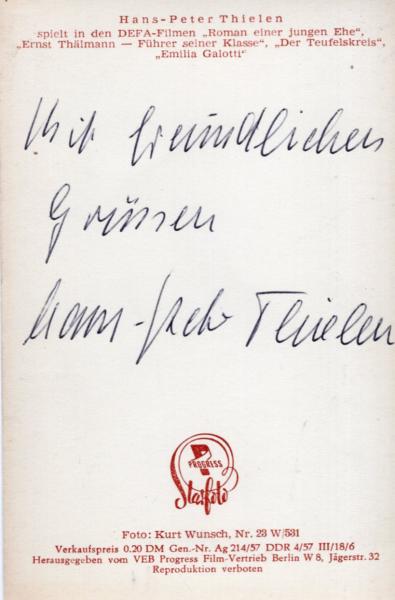 Hans-Peter Thielen
spielt in den DEFA-Filmen „Roman einer jungen Ehe“,
„Ernst Thälmann — Führer seiner Klasse“, „Der Teufelskreis“,
„Emilia Galotti“
Mit freundlichen
Grüssen
Hans-Peter Thielen
PROGRESS
Starfoto
Foto: Kurt Wunsch, Nr. 23 W/531
Verkaufspreis 0.20 DM Gen.-Nr. Ag 214/57 DDR 4/57 III/18/6
Herausgegeben vom VEB Progress Film-Vertrieb Berlin W 8, Jägerstr. 32
Reproduktion verboten